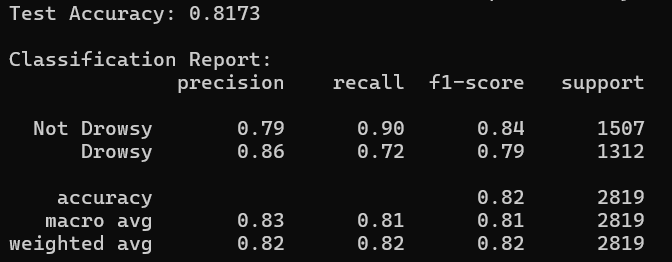 Test Accuracy: 0.8173
Classification Report:
precision recall f1-score support
Not Drowsy 0.79 0.90 0.84 1507
Drowsy 0.86 0.72 0.79 1312
accuracy 0.82 2819
macro avg 0.83 0.81 0.81 2819
weighted avg 0.82 0.82 0.82 2819